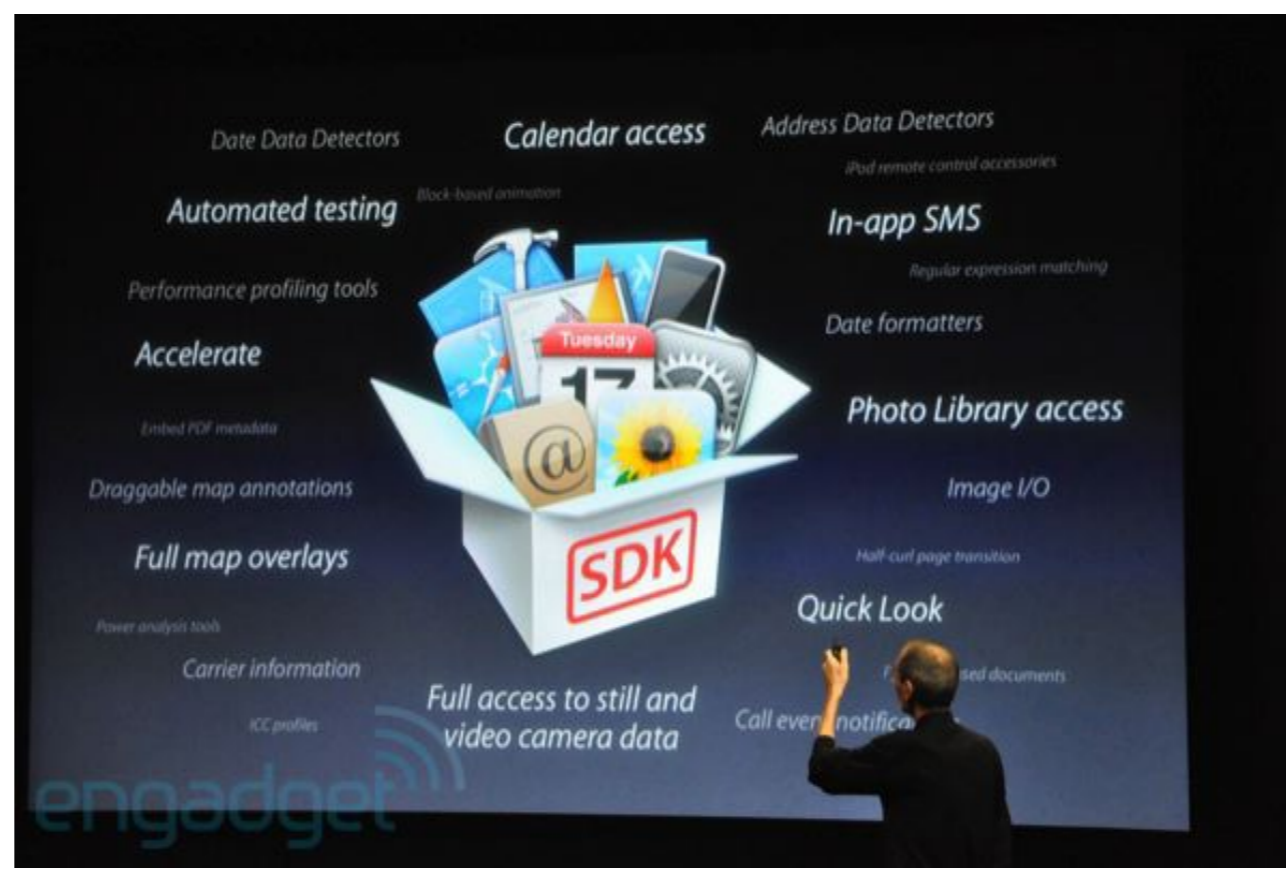 Date Data Detectors
Calendar access
Address Data Detectors
iPod remote control accessories
Block-based animation
Automated testing
In-app SMS
Regular expression matching
Performance profiling tools
Date formatters
Tuesday
17
Accelerate
Photo Library access
Embed PDF metadata
@
Draggable map annotations
Image I/O
SDK
Full map overlays
Half-curl page transition
Quick Look
Power analysis tools
Carrier information
sed documents
Full access to still and
video camera data
ICC profiles
Call even notifica
engadget